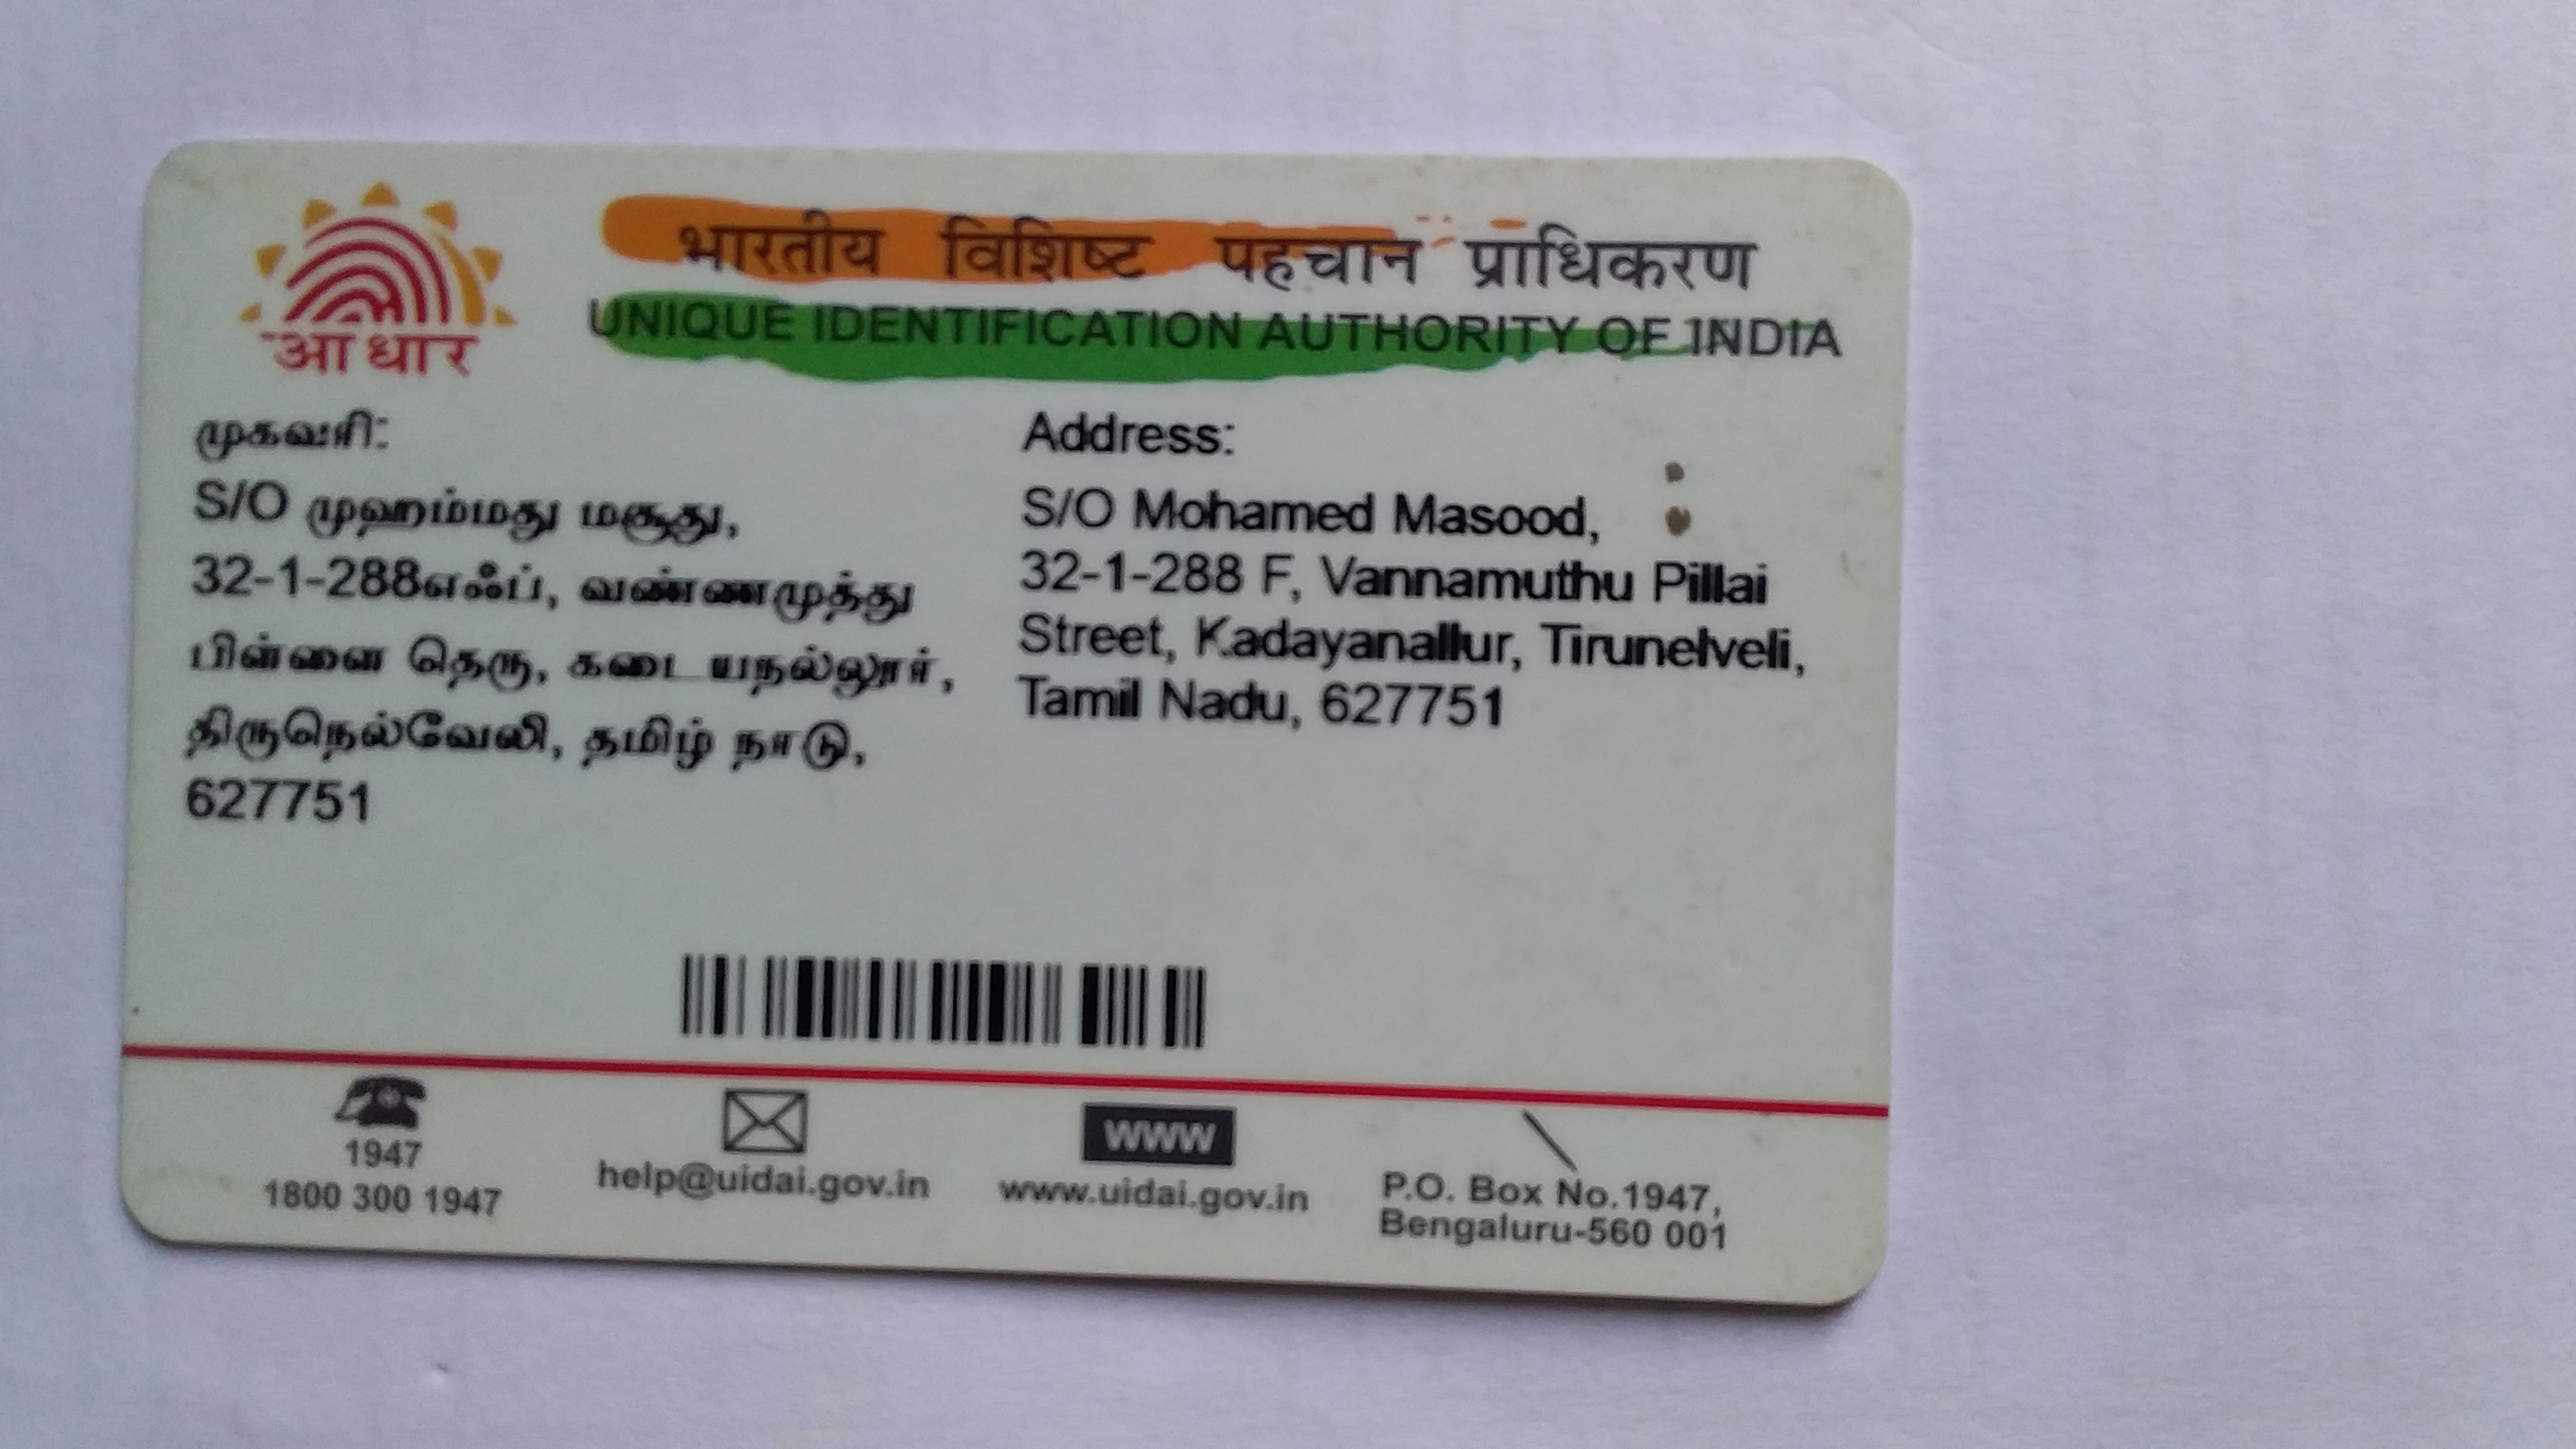 भारतीय विशिष्ट पहचान प्राधिकरण
UNIQUE IDENTIFICATION AUTHORITY OF INDIA
आधार
முகவரி:
S/O முஹம்மது மசூது,
32-1-288எஃப், வண்ணமுத்து
பிள்ளை தெரு, கடையநல்லூர்,
திருநெல்வேலி, தமிழ் நாடு,
627751
Address:
S/O Mohamed Masood,
32-1-288 F, Vannamuthu Pillai
Street, Kadayanallur, Tirunelveli,
Tamil Nadu, 627751
1947
1800 300 1947
help@uidai.gov.in
WWW
www.uidai.gov.in
P.O. Box No.1947,
Bengaluru-560 001